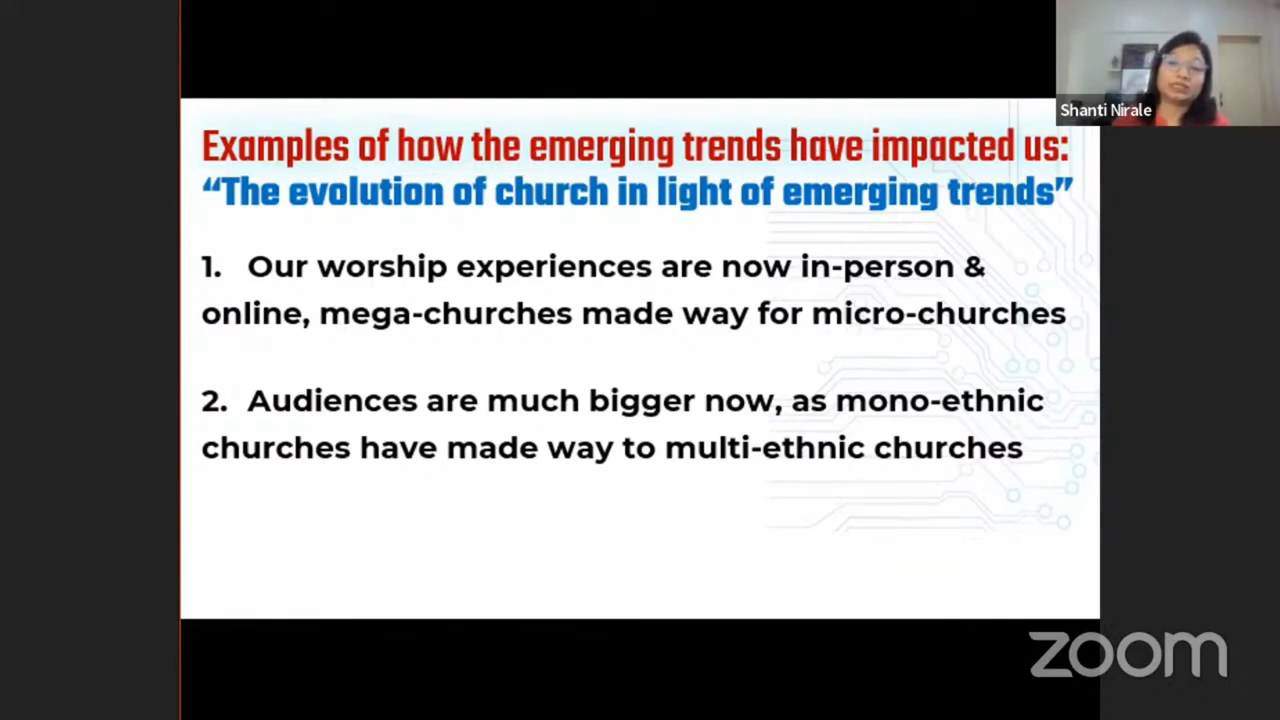 Shanti Nirale
Examples of how the emerging trends have impacted us:
“The evolution of church in light of emerging trends”
1. Our worship experiences are now in-person &
online, mega-churches made way for micro-churches
2. Audiences are much bigger now, as mono-ethnic
churches have made way to multi-ethnic churches
zoom